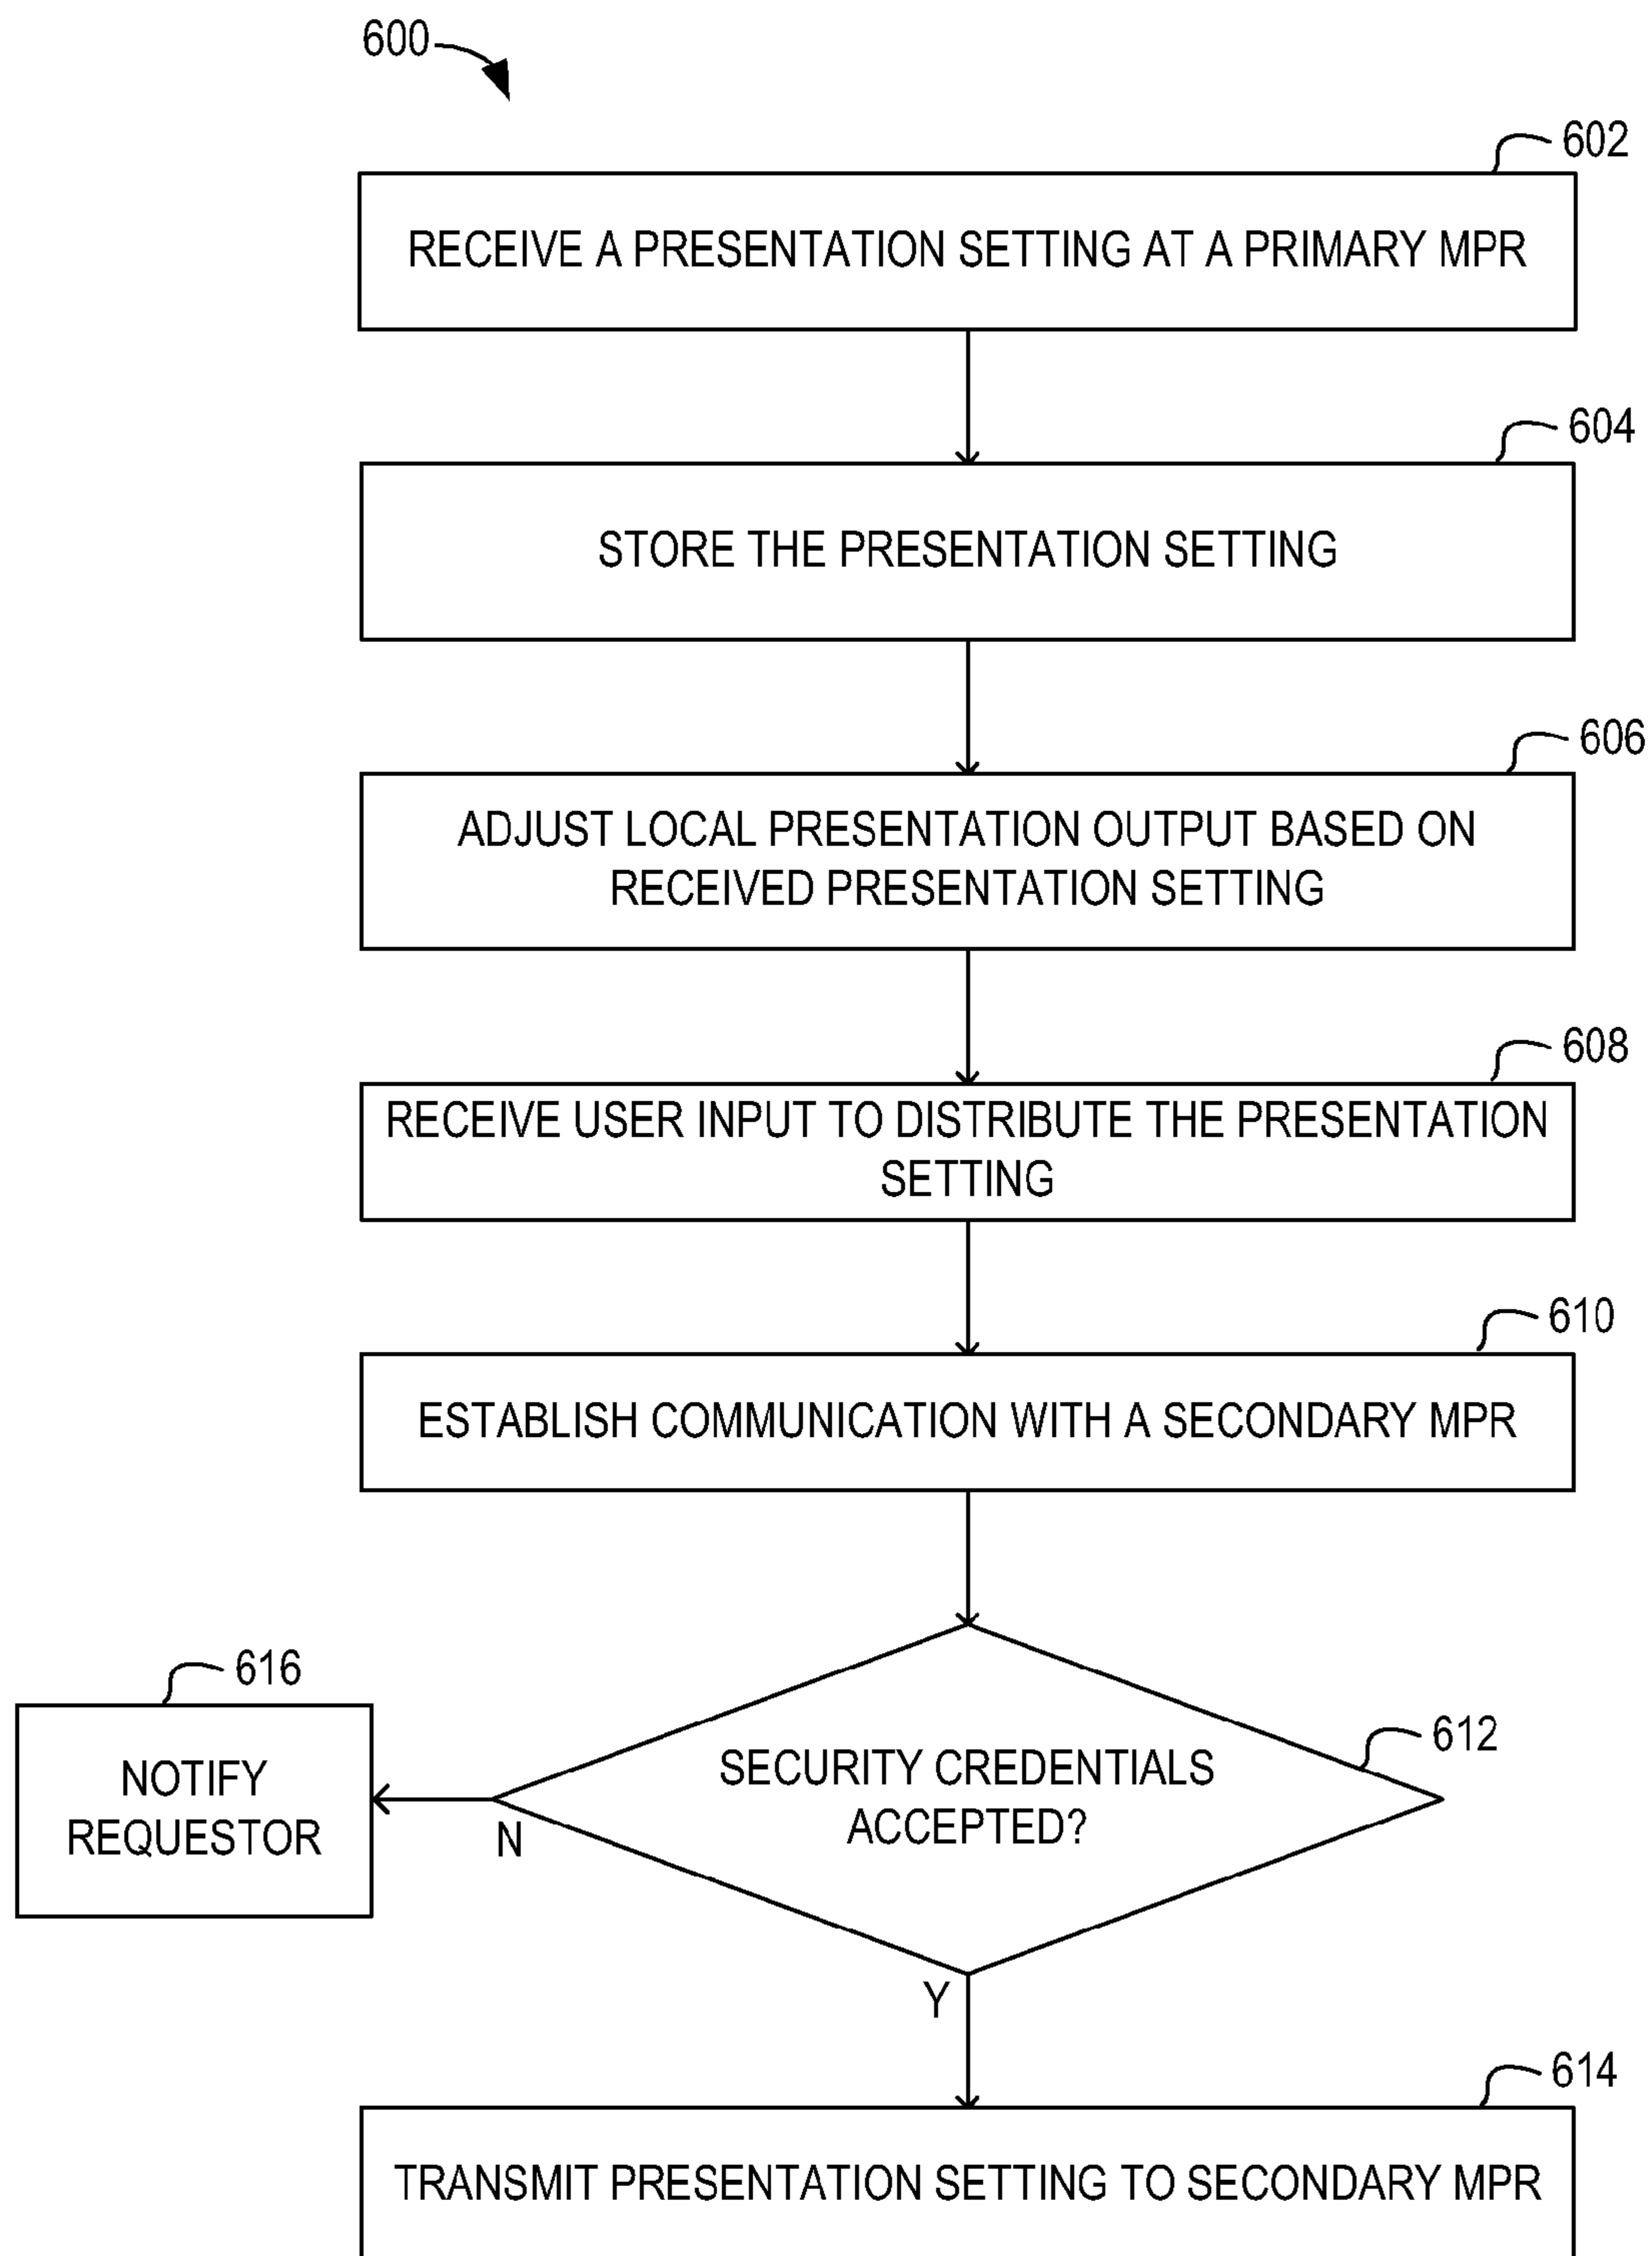 600
602
RECEIVE A PRESENTATION SETTING AT A PRIMARY MPR
604
STORE THE PRESENTATION SETTING
606
ADJUST LOCAL PRESENTATION OUTPUT BASED ON
RECEIVED PRESENTATION SETTING
608
RECEIVE USER INPUT TO DISTRIBUTE THE PRESENTATION
SETTING
610
ESTABLISH COMMUNICATION WITH A SECONDARY MPR
616
NOTIFY
REQUESTOR
N
612
SECURITY CREDENTIALS
ACCEPTED?
Y
614
TRANSMIT PRESENTATION SETTING TO SECONDARY MPR